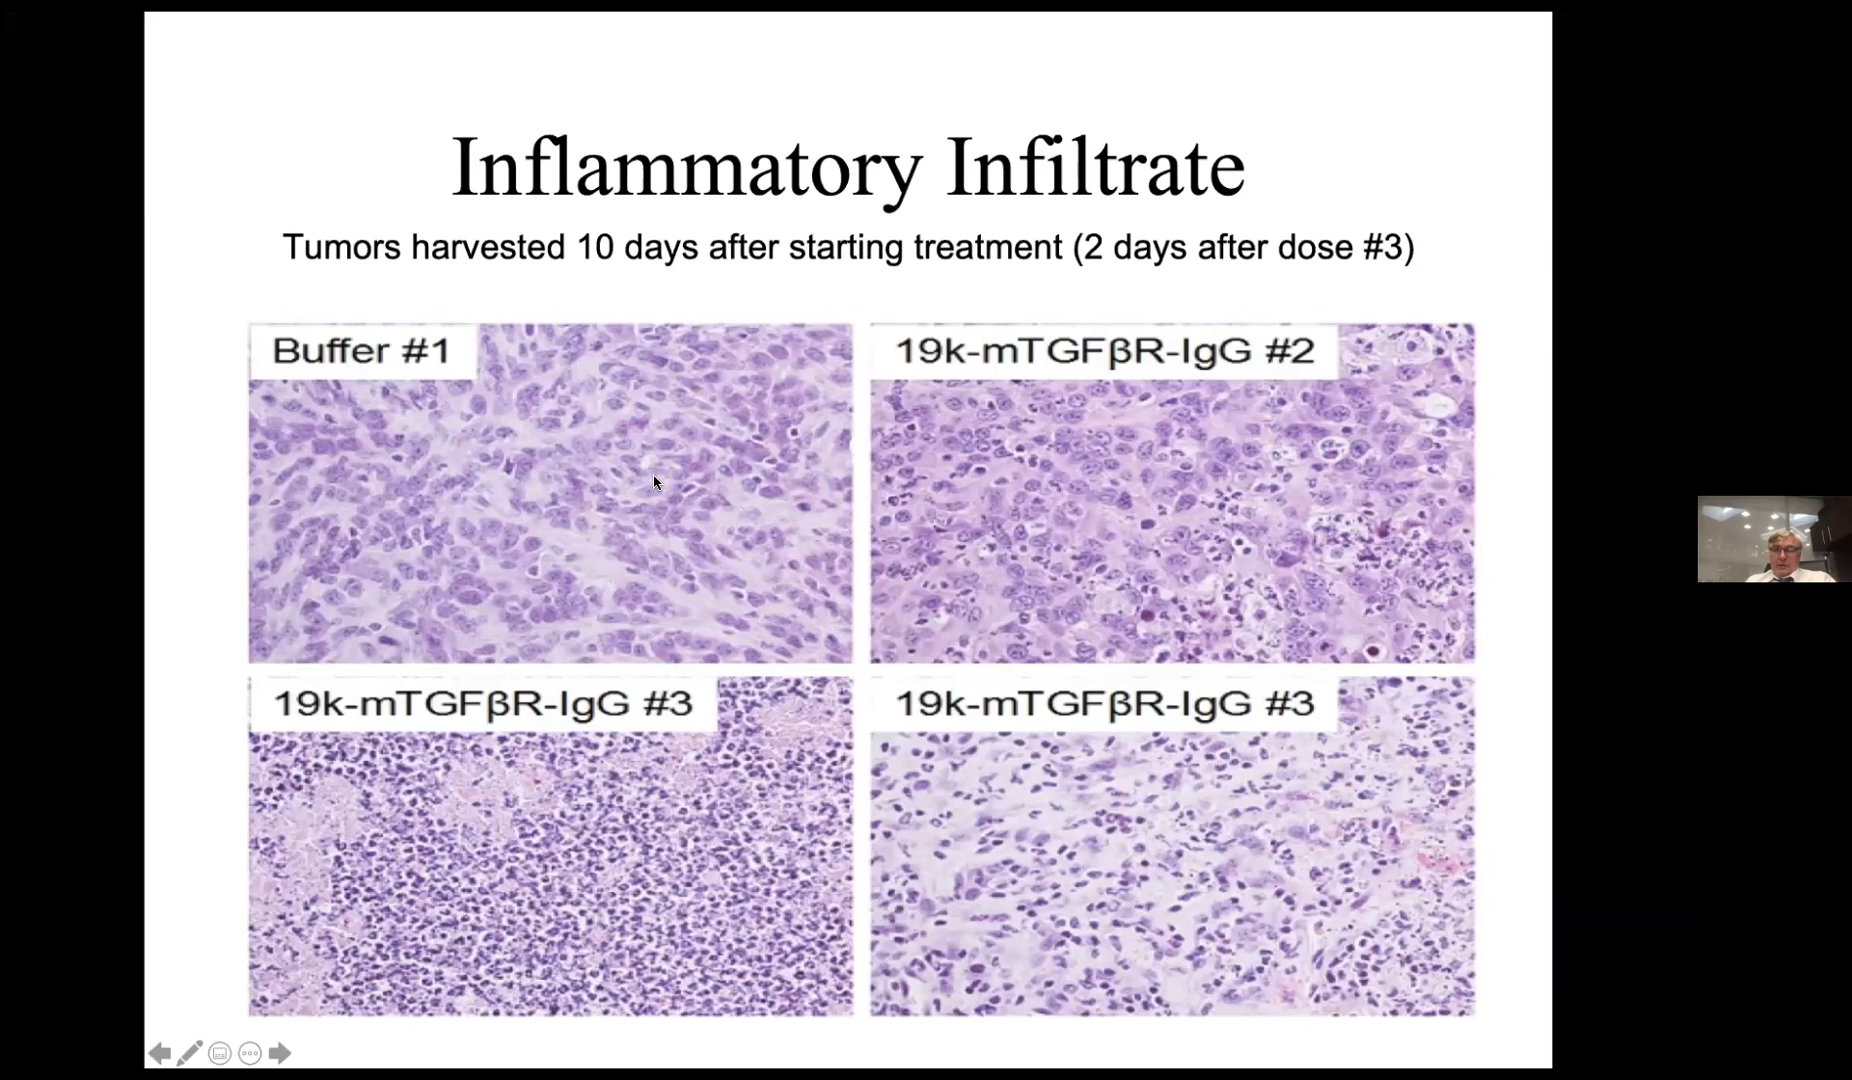 Inflammatory Infiltrate
Tumors harvested 10 days after starting treatment (2 days after dose #3)
Buffer #1
19k-mTGFβR-IgG #2
19k-mTGFβR-IgG #3
19k-mTGFβR-IgG #3